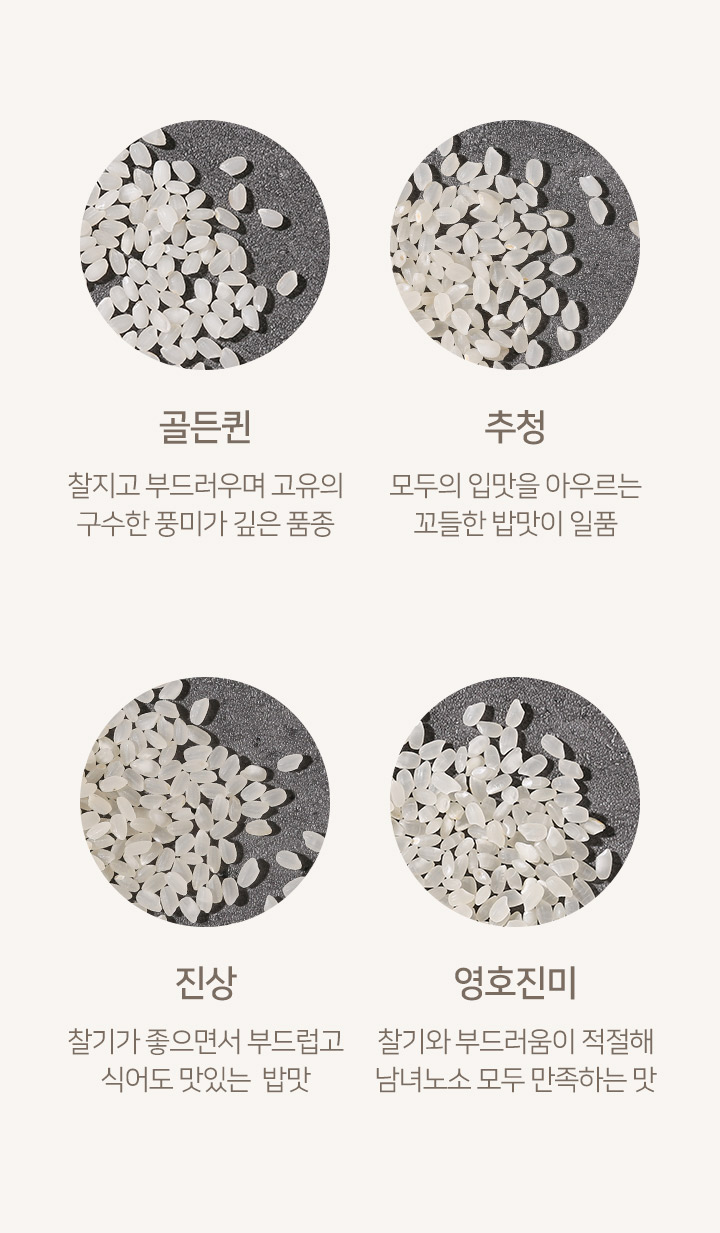 골든퀸
찰지고 부드러우며 고유의
구수한 풍미가 깊은 품종
추청
모두의 입맛을 아우르는
꼬들한 밥맛이 일품
진상
찰기가 좋으면서 부드럽고
식어도 맛있는 밥맛
영호진미
찰기와 부드러움이 적절해
남녀노소 모두 만족하는 맛